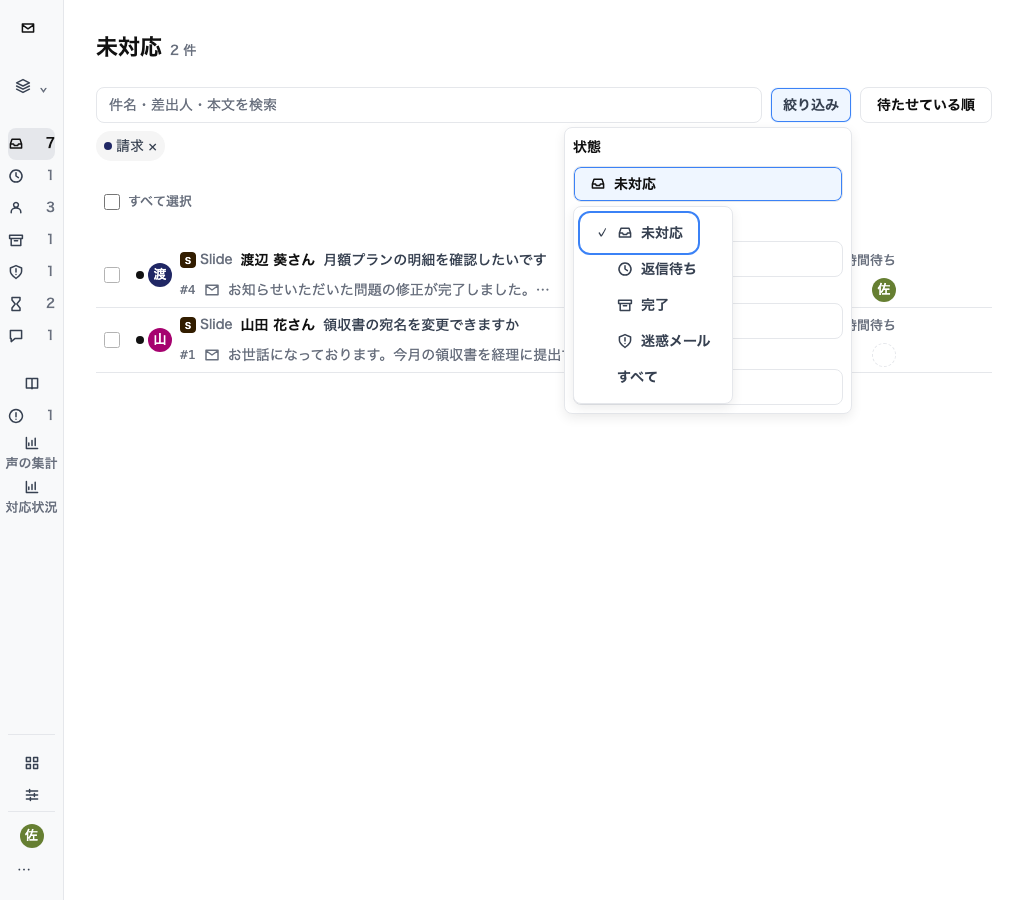 未対応 2 件
件名・差出人・本文を検索
絞り込み
待たせている順
請求 ×
状態
未対応
すべて選択
✓ 未対応
返信待ち
完了
迷惑メール
すべて
渡
S Slide 渡辺 葵さん 月額プランの明細を確認したいです
時間待ち
#4 お知らせいただいた問題の修正が完了しました。…
佐
山
S Slide 山田 花さん 領収書の宛名を変更できますか
時間待ち
#1 お世話になっております。今月の領収書を経理に提出
7
1
3
1
1
2
1
1
声の集計
対応状況
佐
…